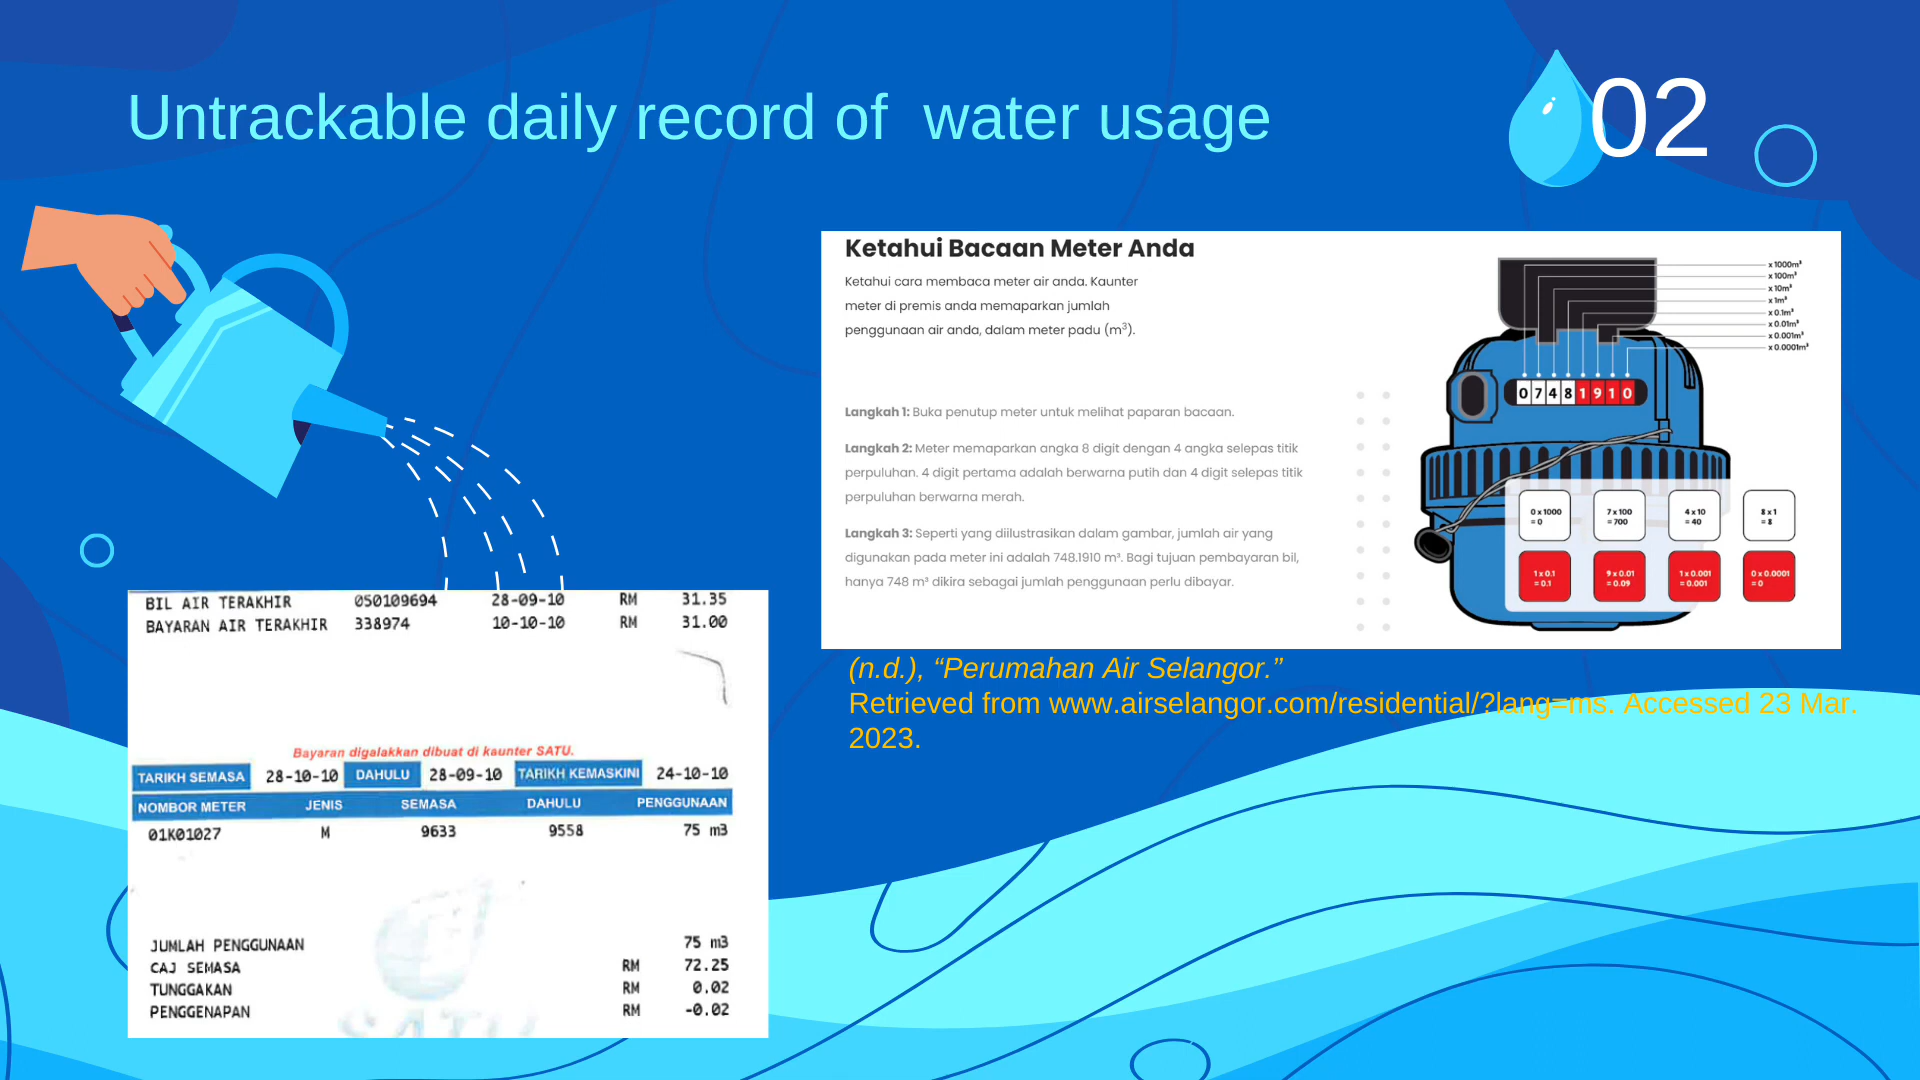 Untrackable daily record of  water usage
02
Ketahui Bacaan Meter Anda
Ketahui cara membaca meter air anda. Kaunter
meter di premis anda memaparkan jumlah
penggunaan air anda, dalam meter padu (m³).
Langkah 1: Buka penutup meter untuk melihat paparan bacaan.
Langkah 2: Meter memaparkan angka 8 digit dengan 4 angka selepas titik
perpuluhan. 4 digit pertama adalah berwarna putih dan 4 digit selepas titik
perpuluhan berwarna merah.
Langkah 3: Seperti yang diilustrasikan dalam gambar, jumlah air yang
digunakan pada meter ini adalah 748.1910 m³. Bagi tujuan pembayaran bil,
hanya 748 m³ dikira sebagai jumlah penggunaan perlu dibayar.
x 1000m³
x 100m³
x 10m³
x 1m³
x 0.1m³
x 0.01m³
x 0.001m³
x 0.0001m³
0 7 4 8 1 9 1 0
0 x 1000
= 0
7 x 100
= 700
4 x 10
= 40
8 x 1
= 8
1 x 0.1
= 0.1
9 x 0.01
= 0.09
1 x 0.001
= 0.001
0 x 0.0001
= 0
(n.d.), “Perumahan Air Selangor.”
Retrieved from www.airselangor.com/residential/?lang=ms. Accessed 23 Mar.
2023.
BIL AIR TERAKHIR 050109694 28-09-10 RM 31.35
BAYARAN AIR TERAKHIR 338974 10-10-10 RM 31.00
Bayaran digalakkan dibuat di kaunter SATU.
TARIKH SEMASA 28-10-10 DAHULU 28-09-10 TARIKH KEMASKINI 24-10-10
NOMBOR METER JENIS SEMASA DAHULU PENGGUNAAN
01K01027 M 9633 9558 75 m3
JUMLAH PENGGUNAAN 75 m3
CAJ SEMASA RM 72.25
TUNGGAKAN RM 0.02
PENGGENAPAN RM -0.02
SATU